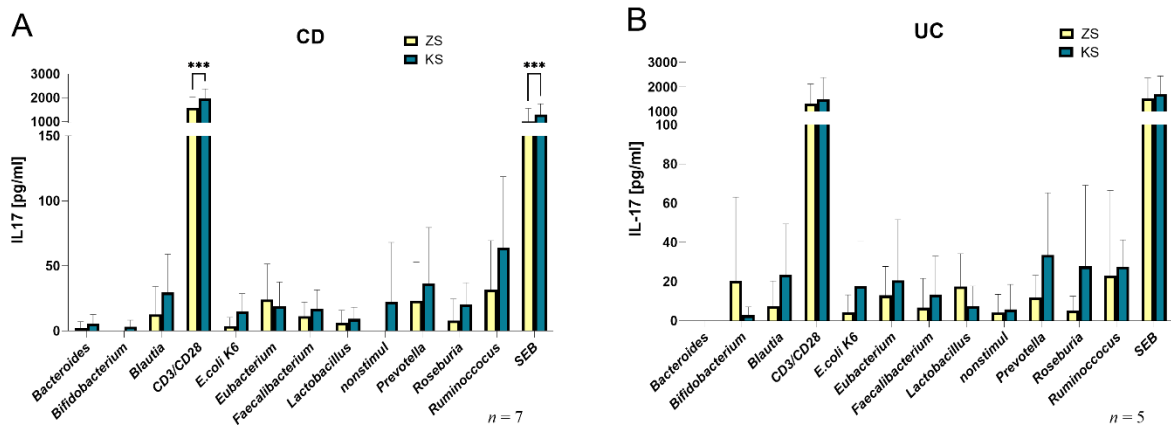 A
CD
ZS
KS
***
***
3000
2000
1000
150
100
50
0
IL17 [pg/ml]
Bacteroides
Bifidobacterium
Blautia
CD3/CD28
E.coli K6
Eubacterium
Faecalibacterium
Lactobacillus
nonstimul
Prevotella
Roseburia
Ruminoccocus
SEB
n = 7
B
UC
ZS
KS
3000
2000
1000
100
80
60
40
20
0
IL-17 [pg/ml]
Bacteroides
Bifidobacterium
Blautia
CD3/CD28
E.coli K6
Eubacterium
Faecalibacterium
Lactobacillus
nonstimul
Prevotella
Roseburia
Ruminoccocus
SEB
n = 5